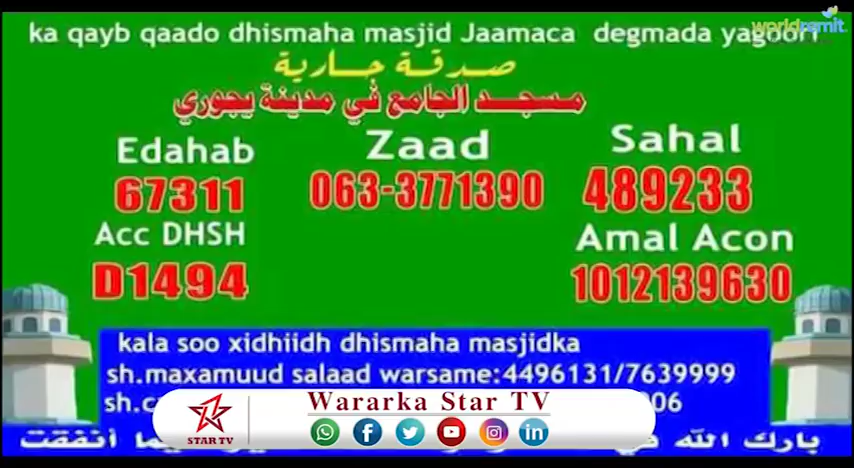 worldremit
ka qayb qaado dhismaha masjid Jaamaca degmada yagoori
صدقة جارية
مسجد الجامع في مدينة يجوري
Edahab Zaad Sahal
67311 063-3771390 489233
Acc DHSH Amal Acon
D1494 1012139630
kala soo xidhiidh dhismaha masjidka
sh.maxamuud salaad warsame:4496131/7639999
Wararka Star TV
STAR TV
بارك الله أنفقت